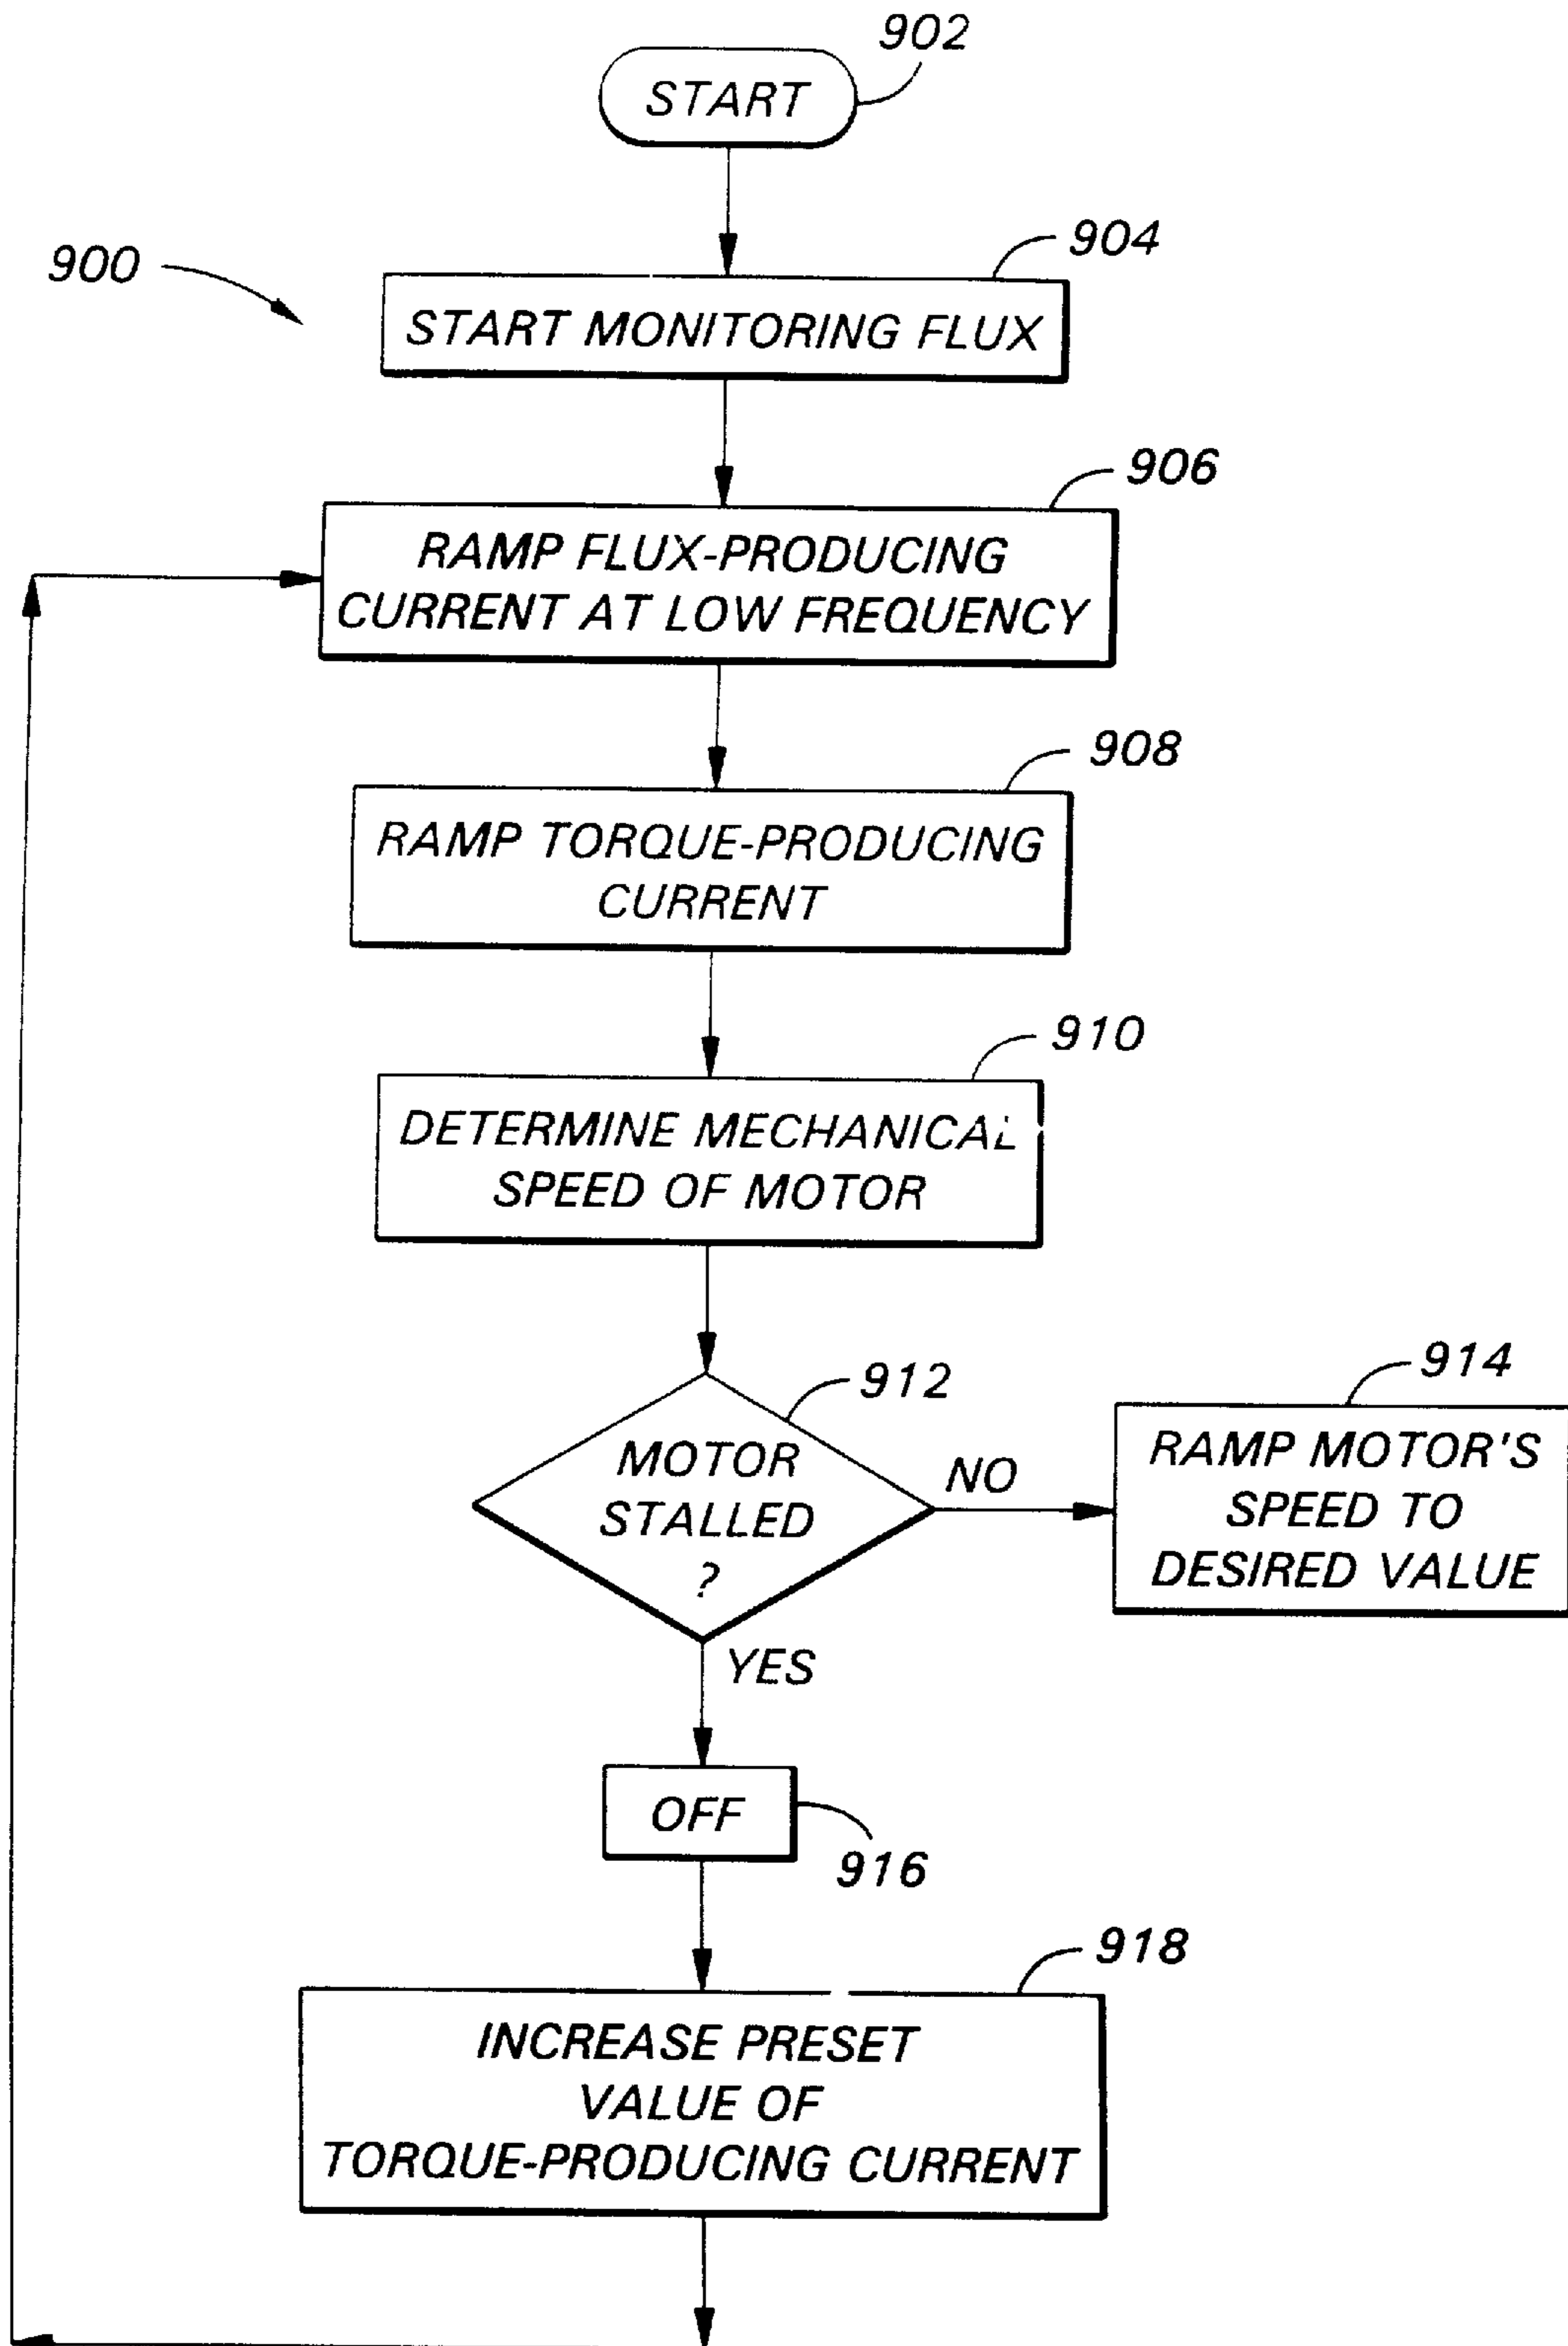 902
START
904
900
START MONITORING FLUX
906
RAMP FLUX-PRODUCING
CURRENT AT LOW FREQUENCY
908
RAMP TORQUE-PRODUCING
CURRENT
910
DETERMINE MECHANICAL
SPEED OF MOTOR
912
MOTOR
STALLED
?
NO
914
RAMP MOTOR'S
SPEED TO
DESIRED VALUE
YES
OFF
916
918
INCREASE PRESET
VALUE OF
TORQUE-PRODUCING CURRENT